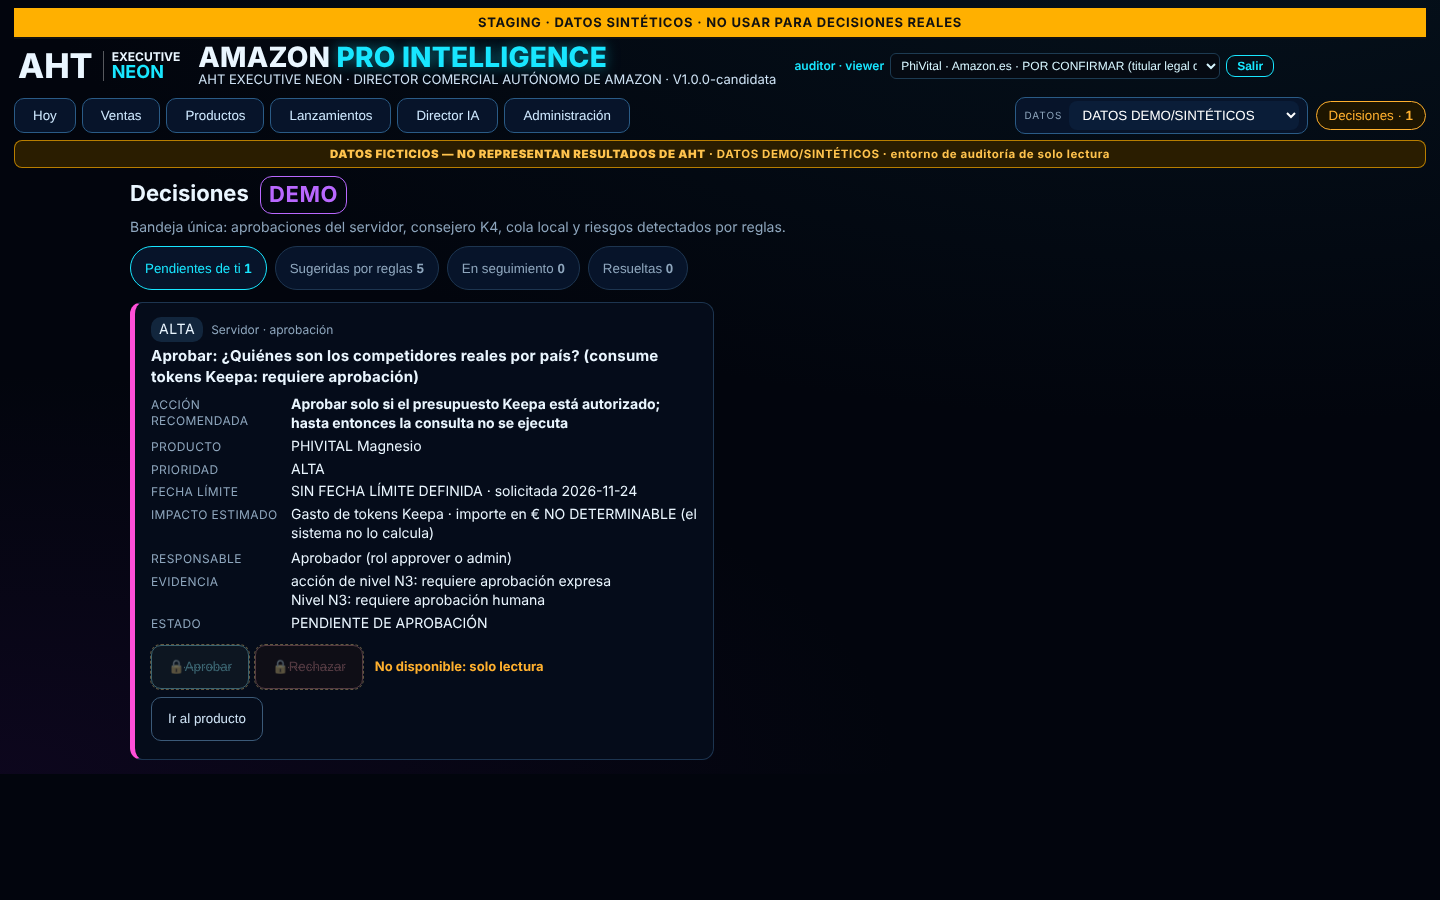 STAGING · DATOS SINTÉTICOS · NO USAR PARA DECISIONES REALES
AHT EXECUTIVE NEON
AMAZON PRO INTELLIGENCE
AHT EXECUTIVE NEON · DIRECTOR COMERCIAL AUTÓNOMO DE AMAZON · V1.0.0-candidata
auditor · viewer
PhiVital · Amazon.es · POR CONFIRMAR (titular legal c
Salir
Hoy
Ventas
Productos
Lanzamientos
Director IA
Administración
DATOS
DATOS DEMO/SINTÉTICOS
Decisiones · 1
DATOS FICTICIOS — NO REPRESENTAN RESULTADOS DE AHT · DATOS DEMO/SINTÉTICOS · entorno de auditoría de solo lectura
Decisiones DEMO
Bandeja única: aprobaciones del servidor, consejero K4, cola local y riesgos detectados por reglas.
Pendientes de ti 1
Sugeridas por reglas 5
En seguimiento 0
Resueltas 0
ALTA Servidor · aprobación
Aprobar: ¿Quiénes son los competidores reales por país? (consume
tokens Keepa: requiere aprobación)
ACCIÓN
RECOMENDADA
Aprobar solo si el presupuesto Keepa está autorizado;
hasta entonces la consulta no se ejecuta
PRODUCTO
PHIVITAL Magnesio
PRIORIDAD
ALTA
FECHA LÍMITE
SIN FECHA LÍMITE DEFINIDA · solicitada 2026-11-24
IMPACTO ESTIMADO
Gasto de tokens Keepa · importe en € NO DETERMINABLE (el
sistema no lo calcula)
RESPONSABLE
Aprobador (rol approver o admin)
EVIDENCIA
acción de nivel N3: requiere aprobación expresa
Nivel N3: requiere aprobación humana
ESTADO
PENDIENTE DE APROBACIÓN
Aprobar
Rechazar
No disponible: solo lectura
Ir al producto